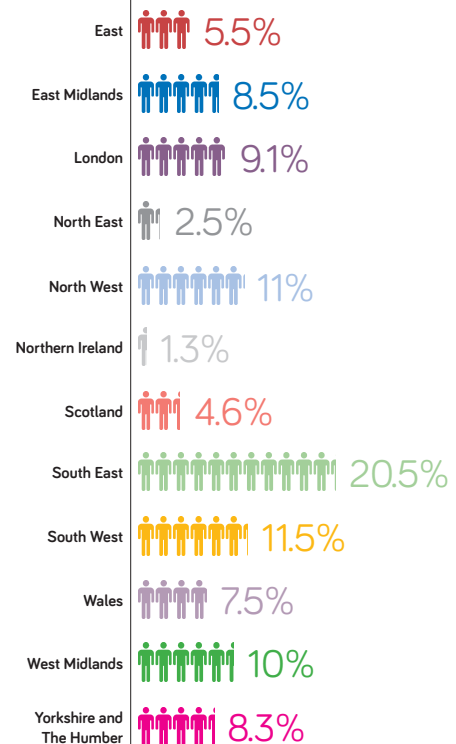 East 5.5%
East Midlands 8.5%
London 9.1%
North East 2.5%
North West 11%
Northern Ireland 1.3%
Scotland 4.6%
South East 20.5%
South West 11.5%
Wales 7.5%
West Midlands 10%
Yorkshire and
The Humber 8.3%